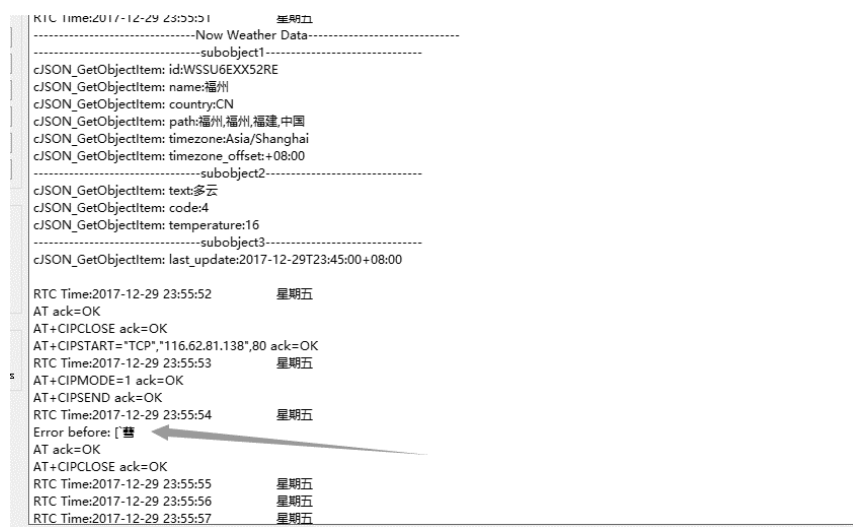 RTC Time:2017-12-29 23:55:51 星期五
--------------------------------Now Weather Data------------------------------
---------------------------------subobject1-------------------------------
cJSON_GetObjectItem: id:WSSU6EXX52RE
cJSON_GetObjectItem: name:福州
cJSON_GetObjectItem: country:CN
cJSON_GetObjectItem: path:福州,福州,福建,中国
cJSON_GetObjectItem: timezone:Asia/Shanghai
cJSON_GetObjectItem: timezone_offset:+08:00
---------------------------------subobject2-------------------------------
cJSON_GetObjectItem: text:多云
cJSON_GetObjectItem: code:4
cJSON_GetObjectItem: temperature:16
---------------------------------subobject3-------------------------------
cJSON_GetObjectItem: last_update:2017-12-29T23:45:00+08:00
RTC Time:2017-12-29 23:55:52 星期五
AT ack=OK
AT+CIPCLOSE ack=OK
AT+CIPSTART="TCP","116.62.81.138",80 ack=OK
RTC Time:2017-12-29 23:55:53 星期五
s
AT+CIPMODE=1 ack=OK
AT+CIPSEND ack=OK
RTC Time:2017-12-29 23:55:54 星期五
Error before: [`
AT ack=OK
AT+CIPCLOSE ack=OK
RTC Time:2017-12-29 23:55:55 星期五
RTC Time:2017-12-29 23:55:56 星期五
RTC Time:2017-12-29 23:55:57 星期五